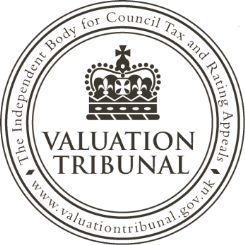 The Independent Body for Council Tax and Rating Appeals
VALUATION
TRIBUNAL
www.valuationtribunal.gov.uk